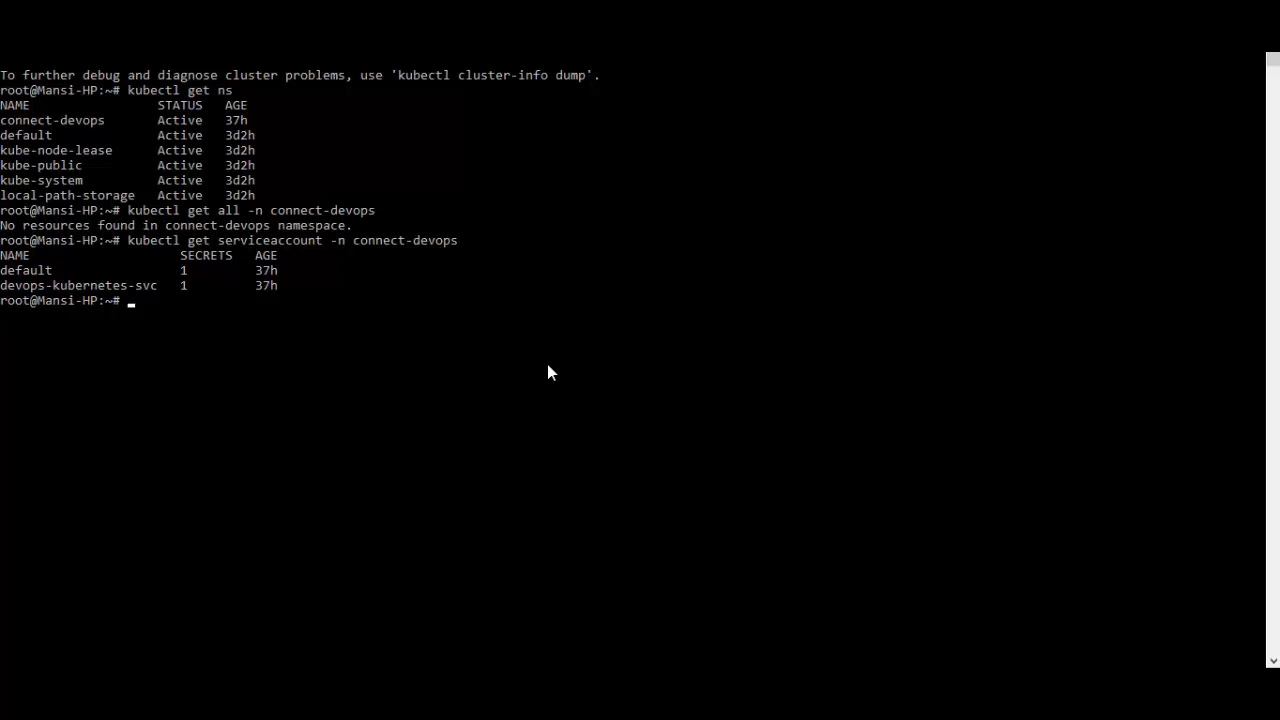 To further debug and diagnose cluster problems, use 'kubectl cluster-info dump'.
root@Mansi-HP:~# kubectl get ns
NAME                 STATUS   AGE
connect-devops       Active   37h
default              Active   3d2h
kube-node-lease      Active   3d2h
kube-public          Active   3d2h
kube-system          Active   3d2h
local-path-storage   Active   3d2h
root@Mansi-HP:~# kubectl get all -n connect-devops
No resources found in connect-devops namespace.
root@Mansi-HP:~# kubectl get serviceaccount -n connect-devops
NAME                    SECRETS   AGE
default                 1         37h
devops-kubernetes-svc   1         37h
root@Mansi-HP:~#